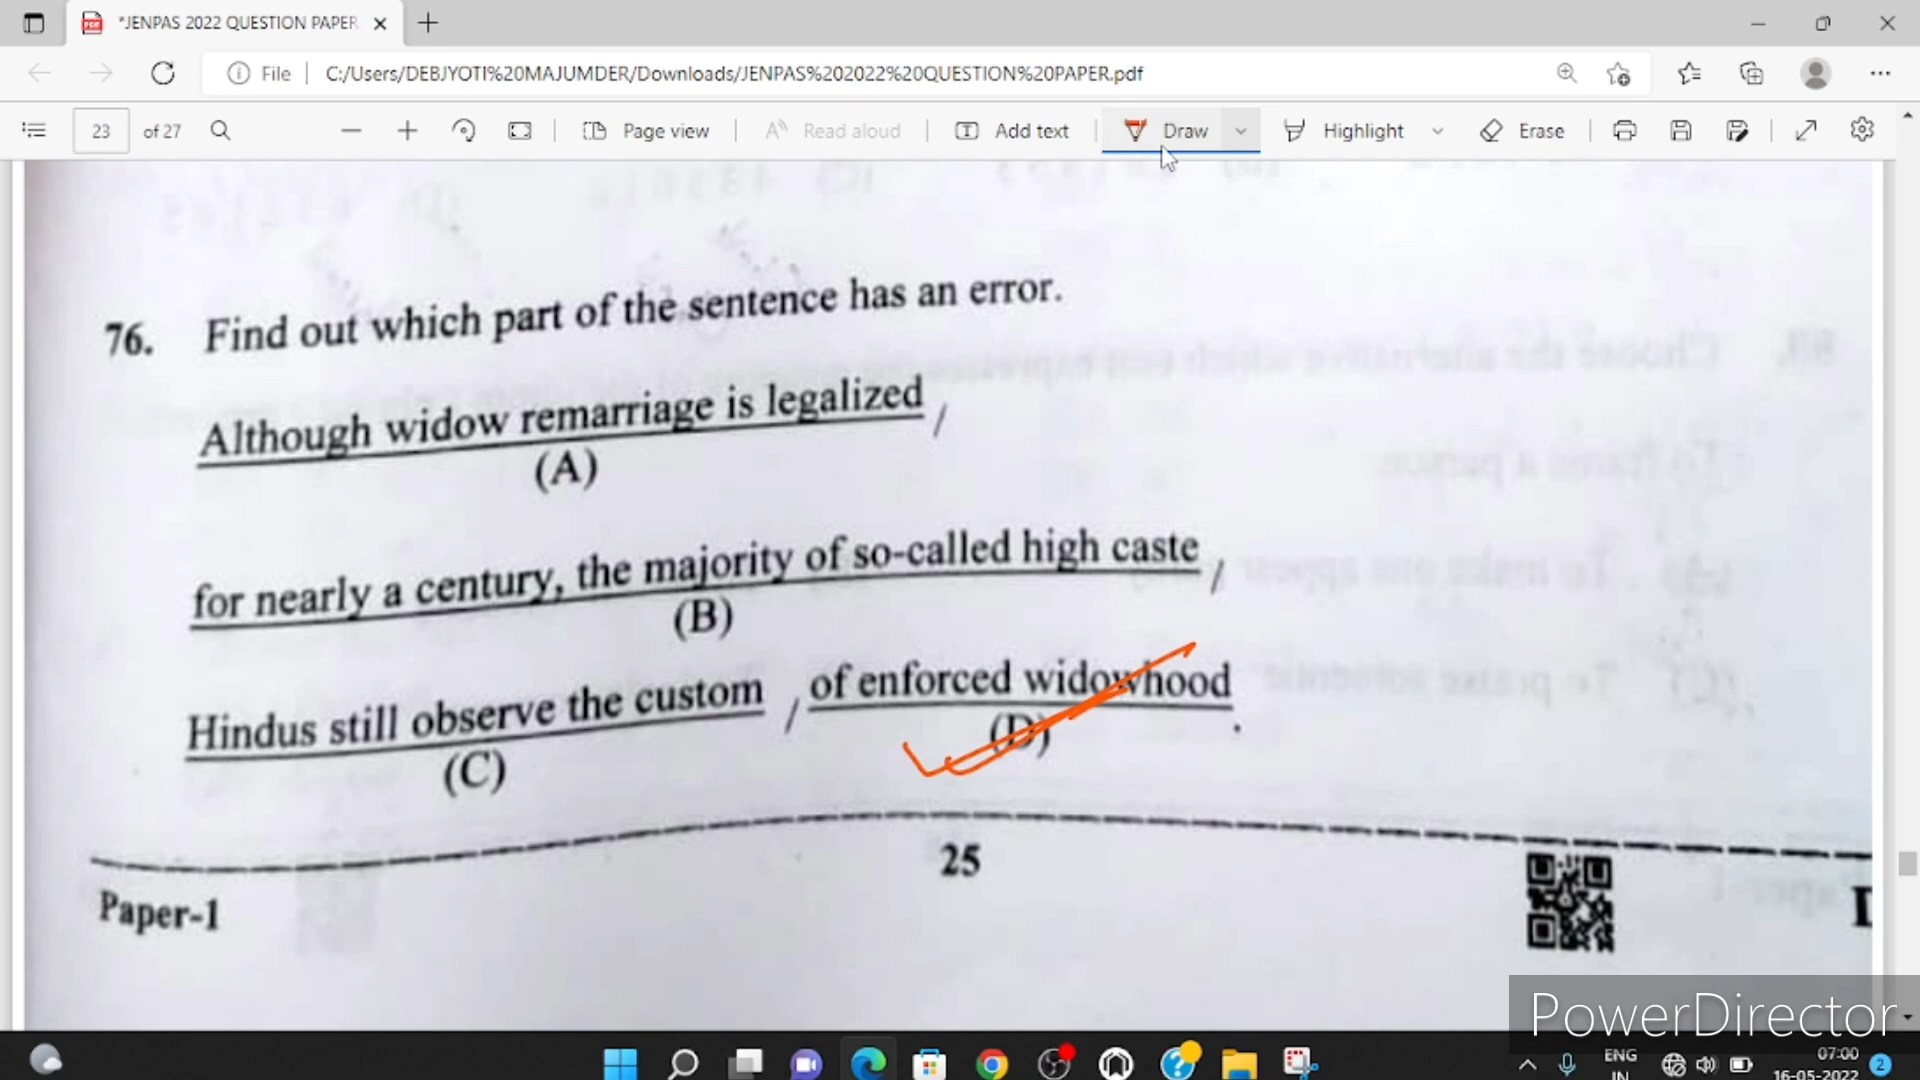 *JENPAS 2022 QUESTION PAPER
File
C:/Users/DEBJYOTI%20MAJUMDER/Downloads/JENPAS%202022%20QUESTION%20PAPER.pdf
23 of 27 Page view Read aloud Add text Draw Highlight Erase
76. Find out which part of the sentence has an error.
Although widow remarriage is legalized /
(A)
for nearly a century, the majority of so-called high caste /
(B)
Hindus still observe the custom / of enforced widowhood .
(C) (D)
25
Paper-1
PowerDirector
ENG 07:00
IN 16-05-2022 2